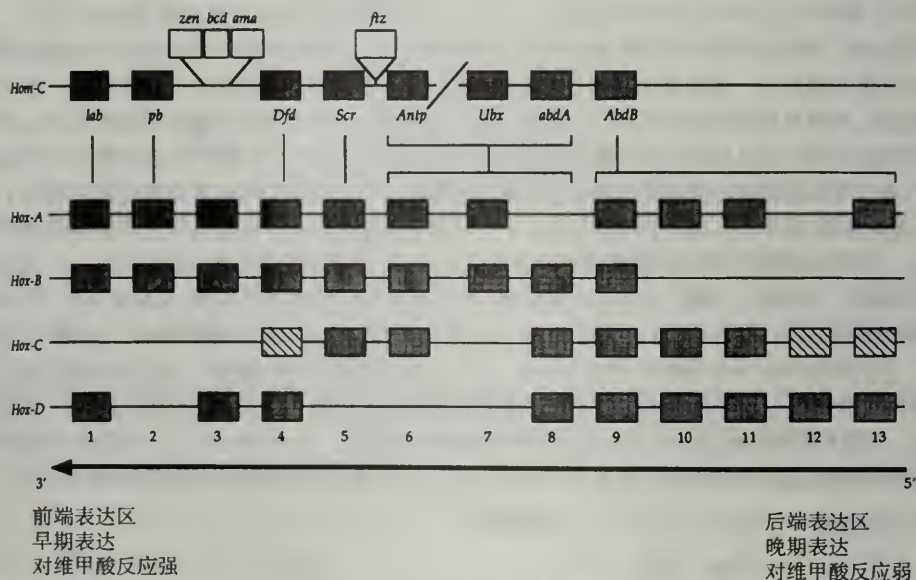 zen bcd ama ftz
Hom-C
lab pb Dfd Scr Antp Ubx abdA AbdB
Hox-A
Hox-B
Hox-C
Hox-D
1 2 3 4 5 6 7 8 9 10 11 12 13
3' 5'
前端表达区
早期表达
对维甲酸反应强
后端表达区
晚期表达
对维甲酸反应弱